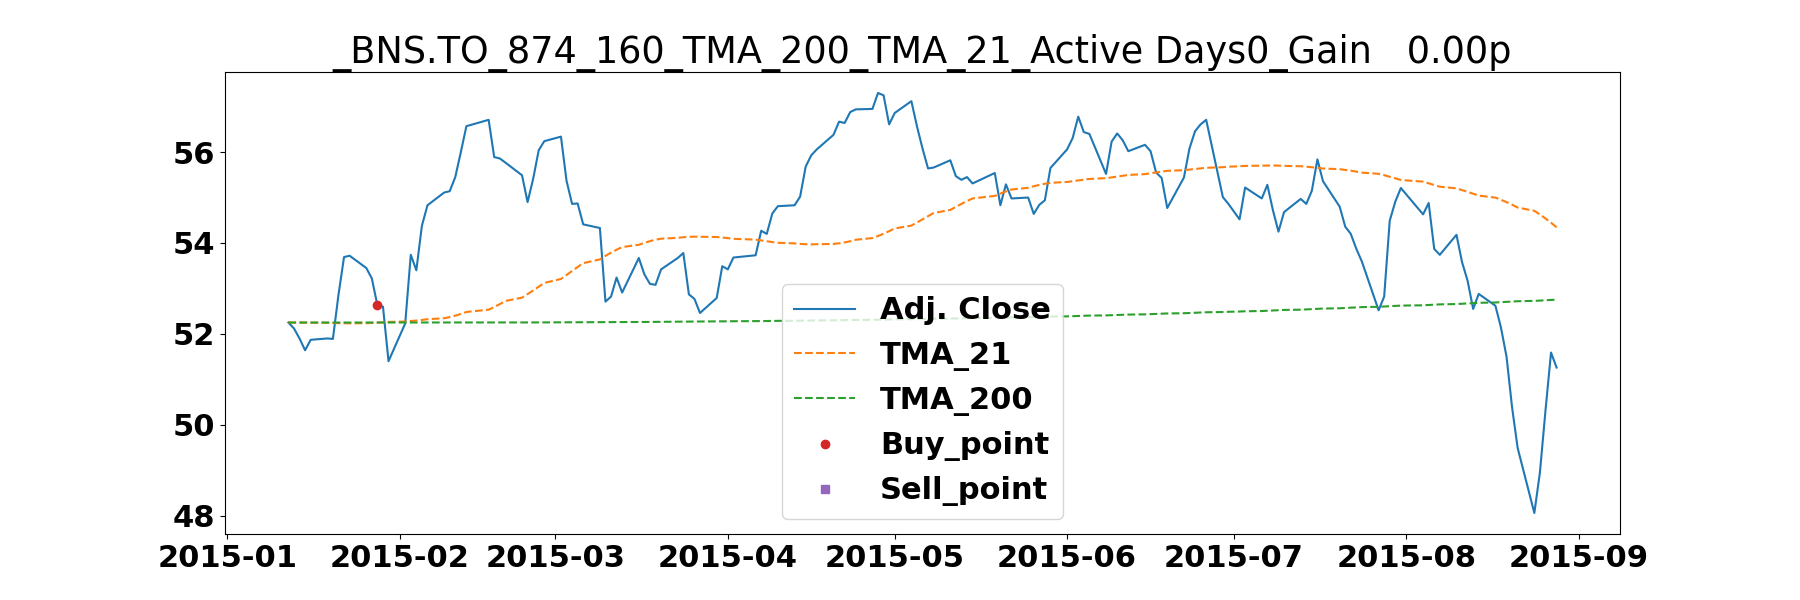 _BNS.TO_874_160_TMA_200_TMA_21_Active Days0_Gain   0.00p
56
54
52
50
48
Adj. Close
TMA_21
TMA_200
Buy_point
Sell_point
2015-01 2015-02 2015-03 2015-04 2015-05 2015-06 2015-07 2015-08 2015-09